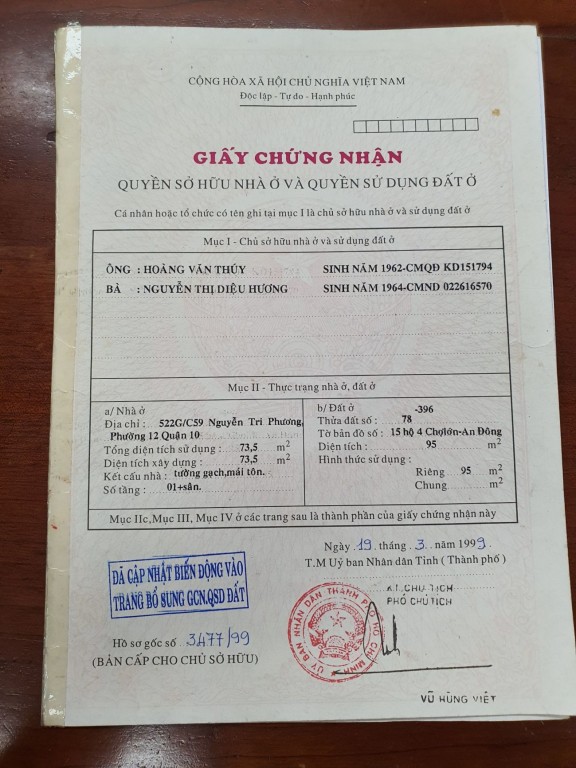 CỘNG HÒA XÃ HỘI CHỦ NGHĨA VIỆT NAM
Độc lập - Tự do - Hạnh phúc
GIẤY CHỨNG NHẬN
QUYỀN SỞ HỮU NHÀ Ở VÀ QUYỀN SỬ DỤNG ĐẤT Ở
Cá nhân hoặc tổ chức có tên ghi tại mục I là chủ sở hữu nhà ở và sử dụng đất ở
Mục I - Chủ sở hữu nhà ở và sử dụng đất ở
ÔNG : HOÀNG VĂN THÚY SINH NĂM 1962-CMQĐ KD151794
BÀ : NGUYỄN THỊ DIỆU HƯƠNG SINH NĂM 1964-CMND 022616570
Mục II - Thực trạng nhà ở, đất ở
a/ Nhà ở
Địa chỉ : 522G/C59 Nguyễn Tri Phương,
Phường 12 Quận 10
Tổng diện tích sử dụng : 73,5 m2
Diện tích xây dựng : 73,5 m2
Kết cấu nhà : tường gạch,mái tôn.
Số tầng : 01+sân.
b/ Đất ở -396
Thửa đất số : 78
Tờ bản đồ số : 15 hộ 4 Chợlớn-An Đông
Diện tích : 95 m2
Hình thức sử dụng :
Riêng 95 m2
Chung m2
Mục IIc,Mục III, Mục IV ở các trang sau là thành phần của giấy chứng nhận này
Ngày 19 tháng 3 năm 1999
T.M Uỷ ban Nhân dân Tỉnh ( Thành phố )
K.T. CHỦ TỊCH
PHÓ CHỦ TỊCH
ĐÃ CẬP NHẬT BIẾN ĐỘNG VÀO
TRANG BỔ SUNG GCN.QSD ĐẤT
ỦY BAN NHÂN DÂN THÀNH PHỐ HỒ CHÍ MINH
Hồ sơ gốc số 3477/99
(BẢN CẤP CHO CHỦ SỞ HỮU)
VŨ HÙNG VIỆT